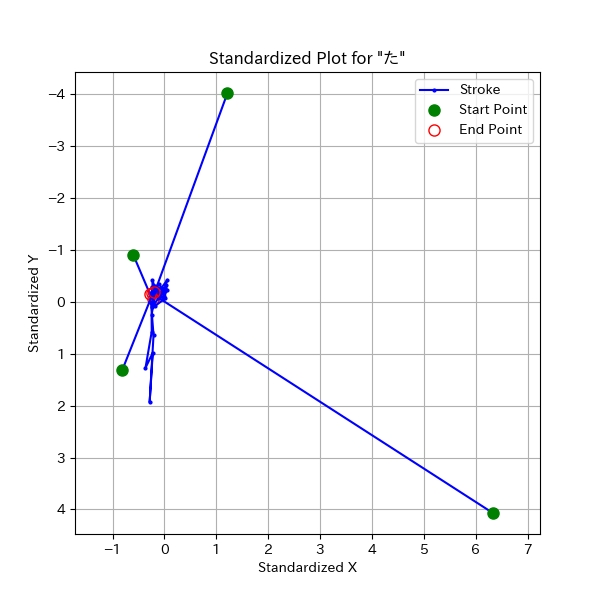 Standardized Plot for "た"
Stroke
Start Point
End Point
−4
−3
−2
−1
0
1
2
3
4
Standardized Y
−1 0 1 2 3 4 5 6 7
Standardized X